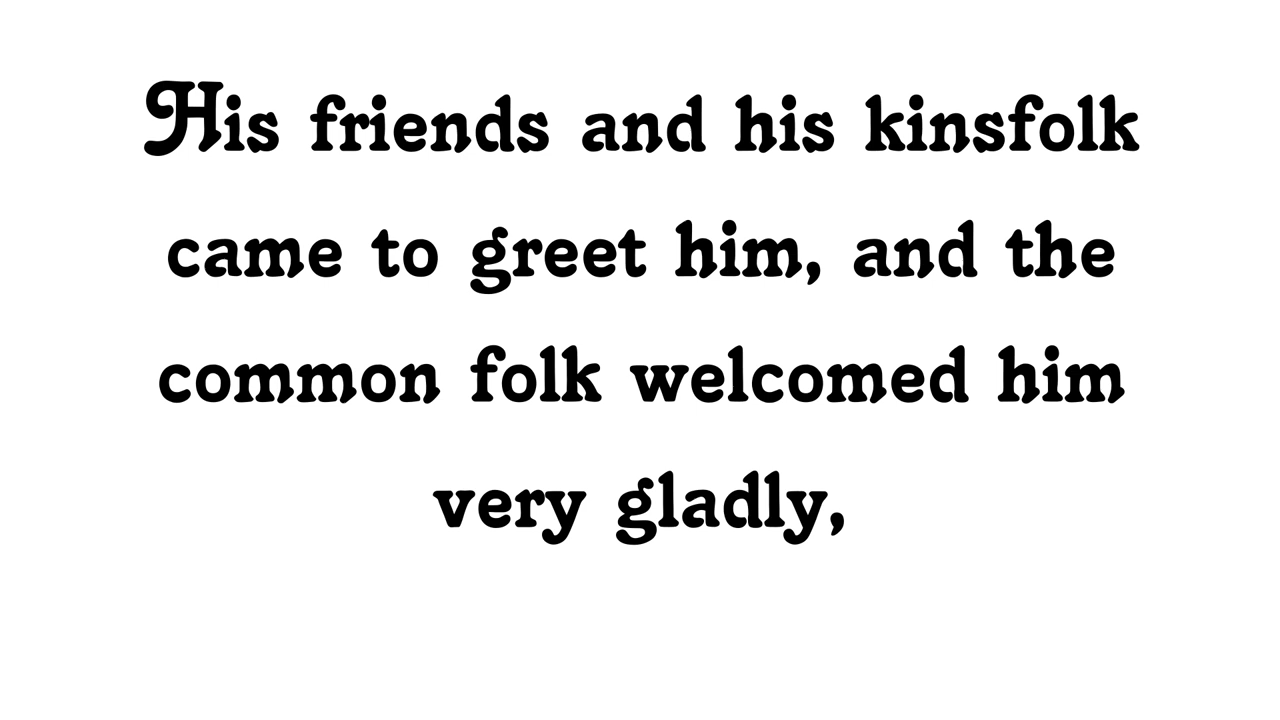 His friends and his kinsfolk
came to greet him, and the
common folk welcomed him
very gladly,